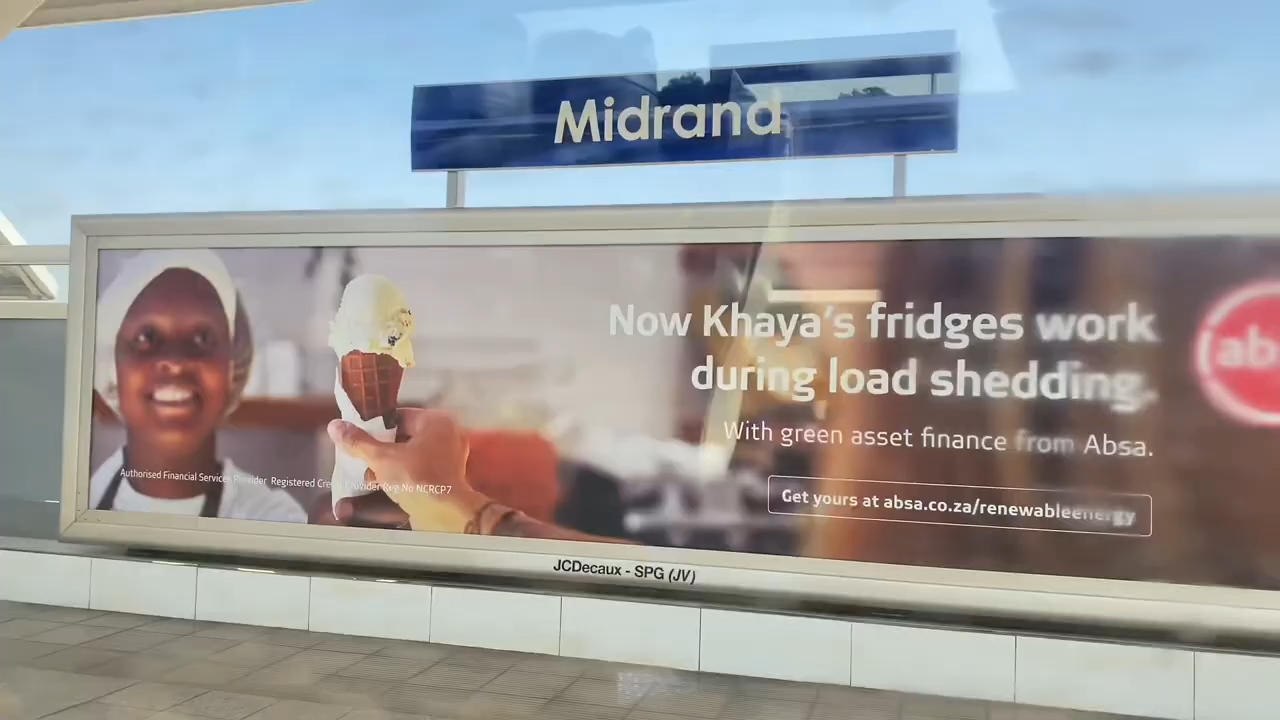 Midrand
Now Khaya's fridges work
during load shedding.
With green asset finance from Absa.
Get yours at absa.co.za/renewableenergy
abs
Authorised Financial Services Provider Registered Credit Provider Reg No NCRCP7
JCDecaux - SPG (JV)